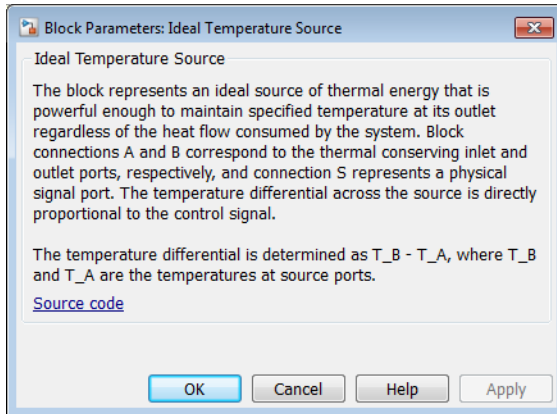 Block Parameters: Ideal Temperature Source
Ideal Temperature Source
The block represents an ideal source of thermal energy that is
powerful enough to maintain specified temperature at its outlet
regardless of the heat flow consumed by the system. Block
connections A and B correspond to the thermal conserving inlet and
outlet ports, respectively, and connection S represents a physical
signal port. The temperature differential across the source is directly
proportional to the control signal.
The temperature differential is determined as T_B - T_A, where T_B
and T_A are the temperatures at source ports.
Source code
OK Cancel Help Apply